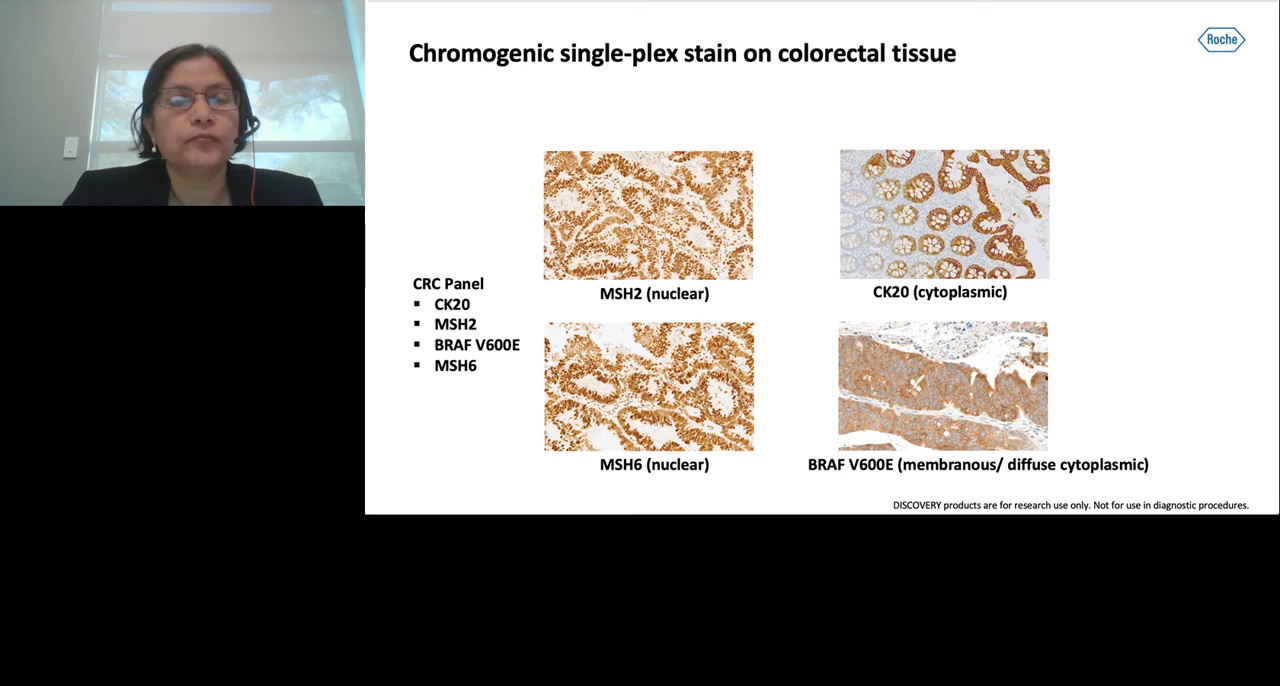 Chromogenic single-plex stain on colorectal tissue
Roche
CRC Panel
▪ CK20
▪ MSH2
▪ BRAF V600E
▪ MSH6
MSH2 (nuclear)
CK20 (cytoplasmic)
MSH6 (nuclear)
BRAF V600E (membranous/ diffuse cytoplasmic)
DISCOVERY products are for research use only. Not for use in diagnostic procedures.